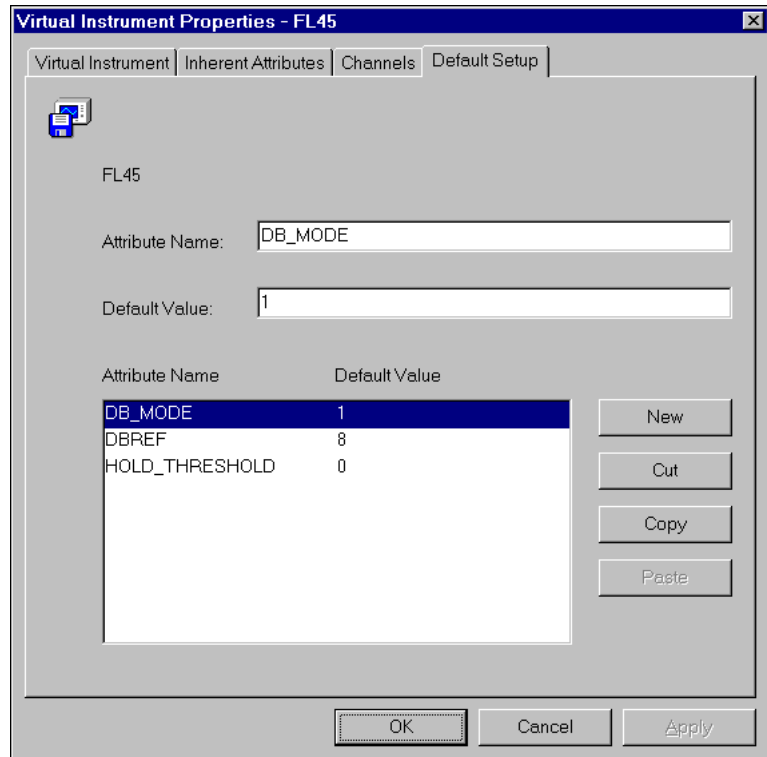 Virtual Instrument Properties - FL45
Virtual Instrument Inherent Attributes Channels Default Setup
FL45
Attribute Name: DB_MODE
Default Value: 1
Attribute Name Default Value
DB_MODE 1
DBREF 8
HOLD_THRESHOLD 0
New
Cut
Copy
Paste
OK Cancel Apply